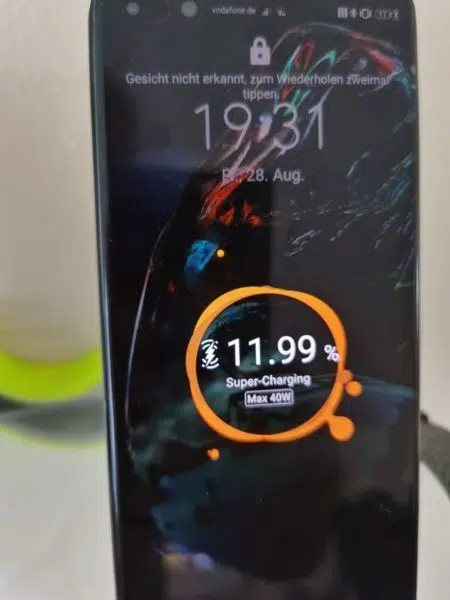 vodafone.de
Gesicht nicht erkannt, zum Wiederholen zweimal
tippen.
19:31
Fr., 28. Aug.
11.99 %
Super-Charging
Max 40W